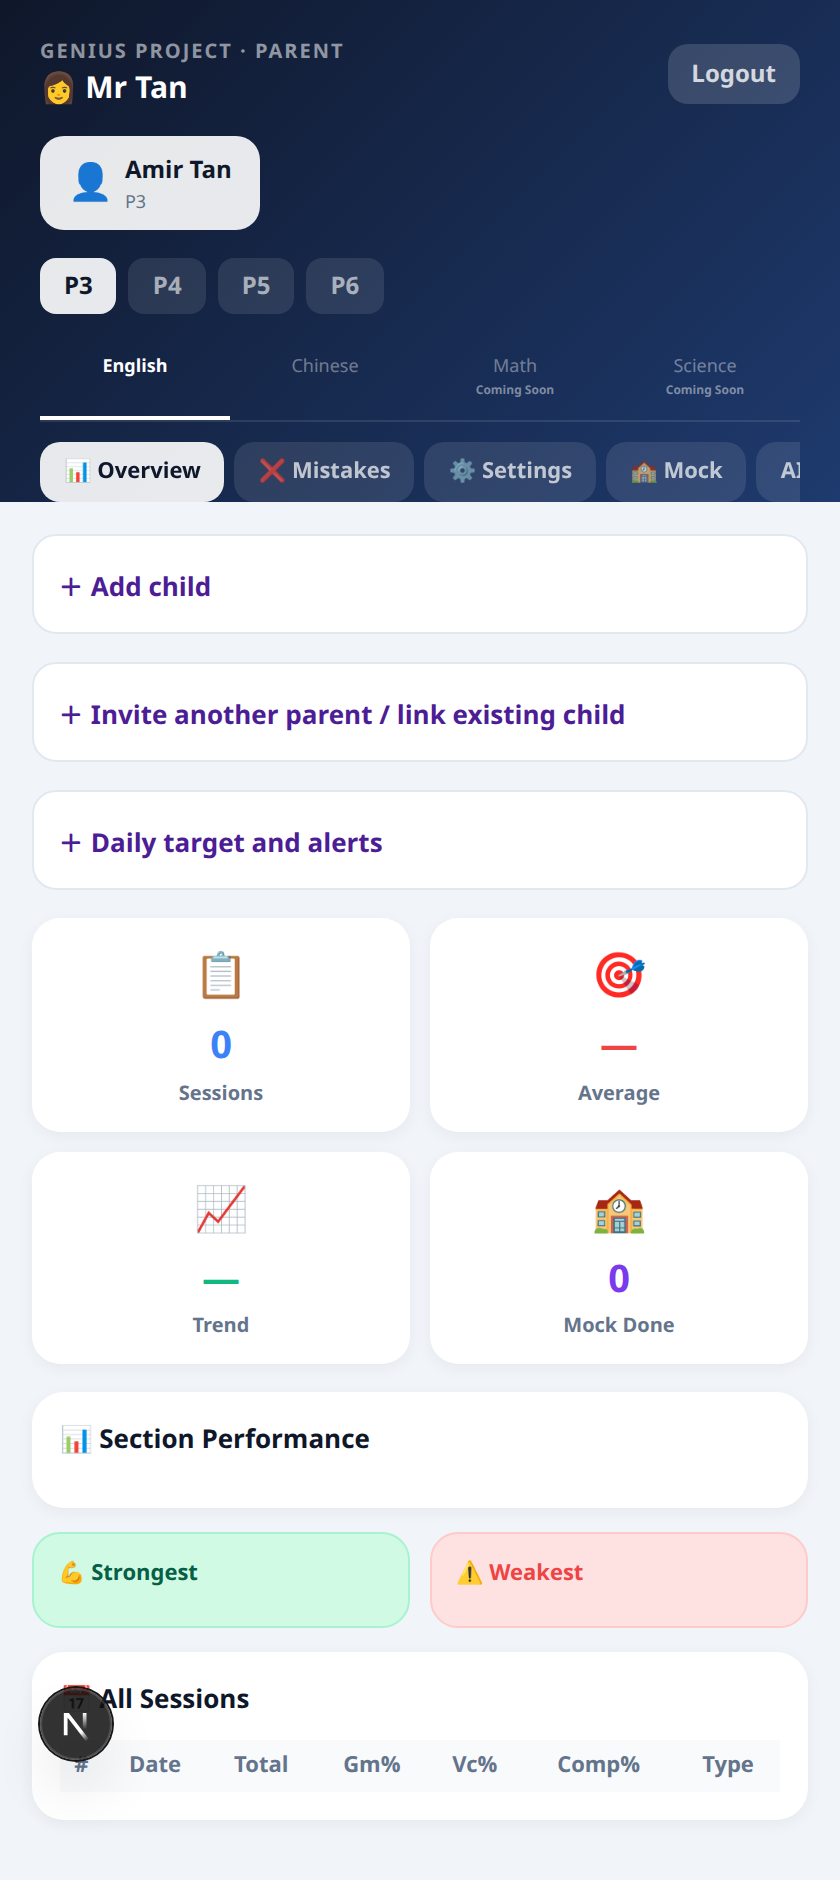 GENIUS PROJECT · PARENT
👩 Mr Tan
Logout
Amir Tan
P3
P3 P4 P5 P6
English Chinese Math Science
Coming Soon Coming Soon
📊 Overview ❌ Mistakes ⚙️ Settings 🏫 Mock AI
+ Add child
+ Invite another parent / link existing child
+ Daily target and alerts
0
Sessions
—
Average
—
Trend
0
Mock Done
📊 Section Performance
💪 Strongest
⚠️ Weakest
📅 All Sessions
# Date Total Gm% Vc% Comp% Type